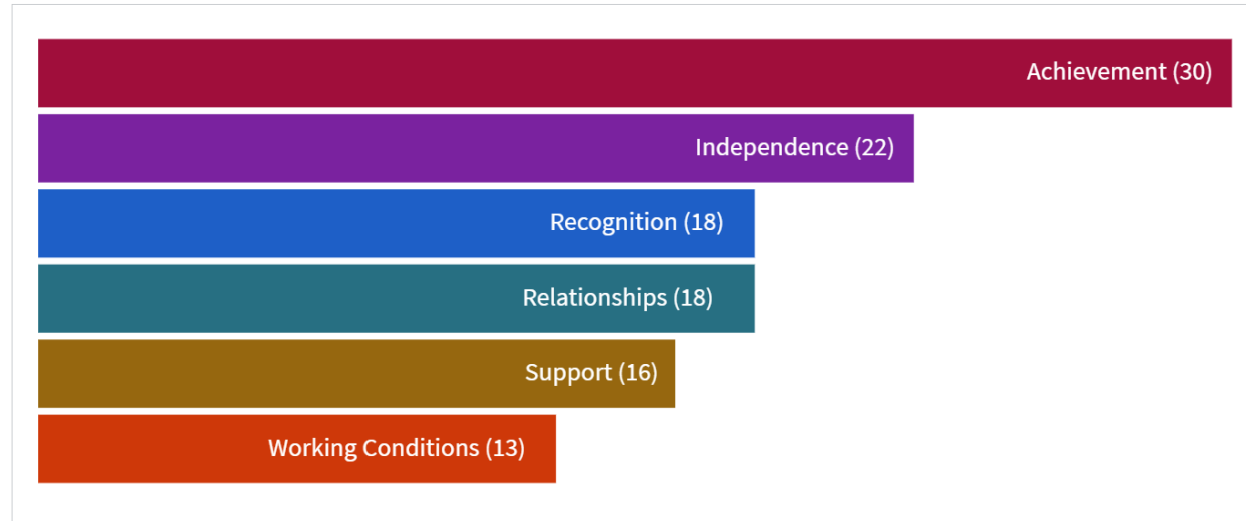 Achievement (30)
Independence (22)
Recognition (18)
Relationships (18)
Support (16)
Working Conditions (13)